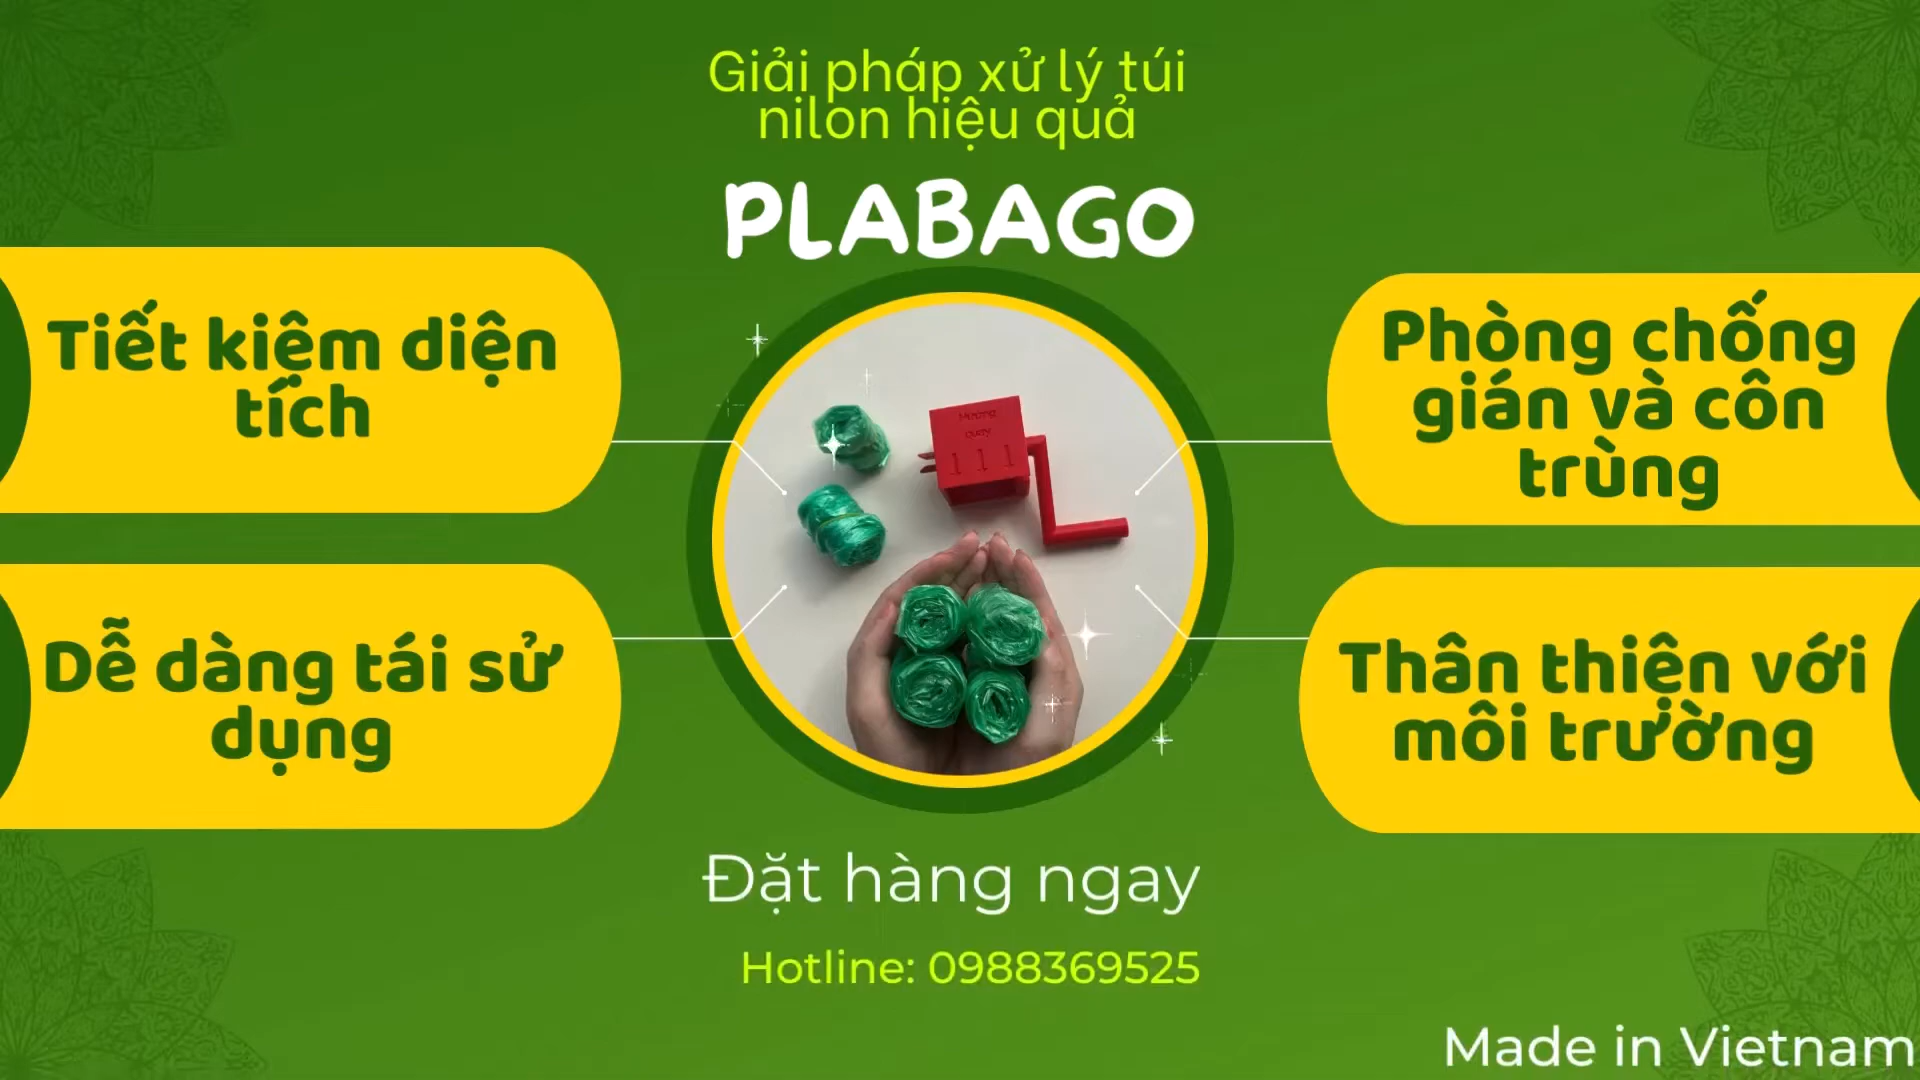 Giải pháp xử lý túi
nilon hiệu quả
PLABAGO
Tiết kiệm diện
tích
Phòng chống
gián và côn
trùng
Dễ dàng tái sử
dụng
Thân thiện với
môi trường
Đặt hàng ngay
Hotline: 0988369525
Made in Vietnam